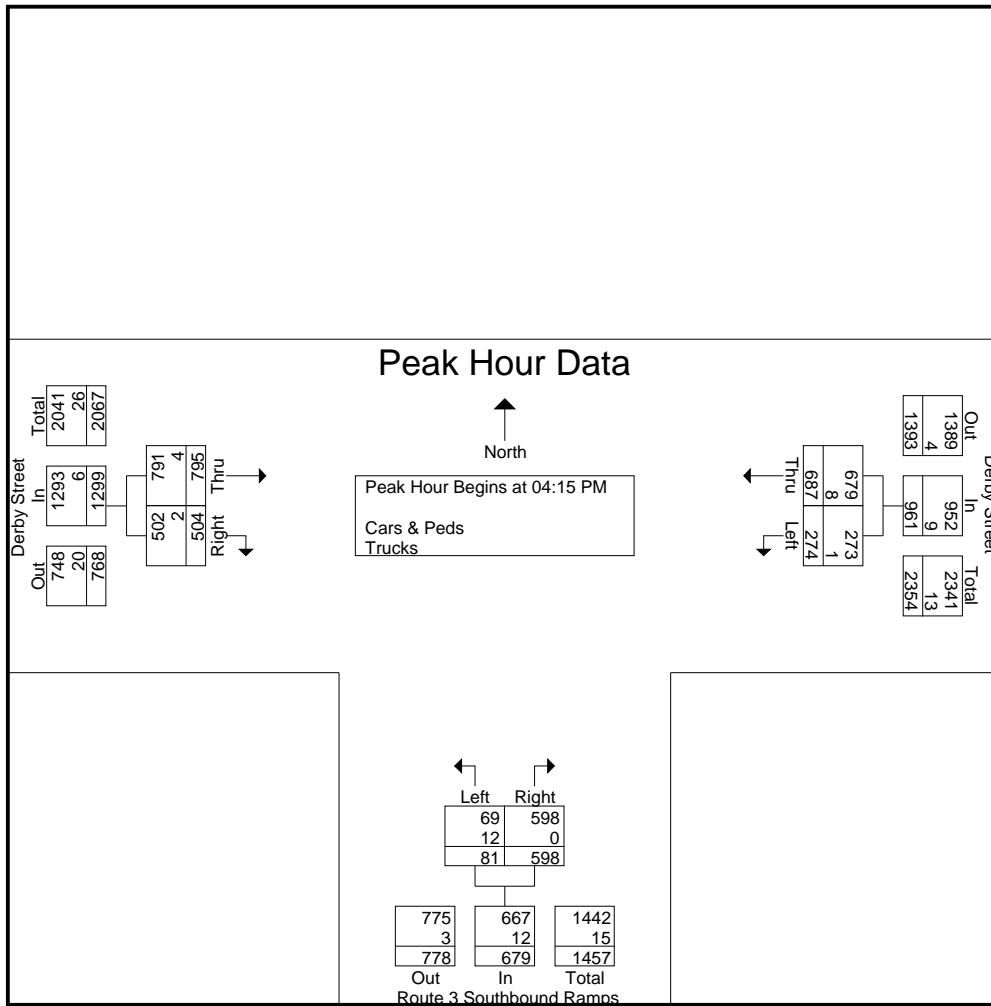 Peak Hour Data
North
Peak Hour Begins at 04:15 PM
Cars & Peds
Trucks
Derby Street
Total In Out
2041 1293 748
26 6 20
2067 1299 768
791 502
4 2
795 504
Thru Right
Derby Street
Out In Total
1389 952 2341
4 9 13
1393 961 2354
679 273
8 1
687 274
Thru Left
Left Right
69 598
12 0
81 598
775 667 1442
3 12 15
778 679 1457
Out In Total
Route 3 Southbound Ramps